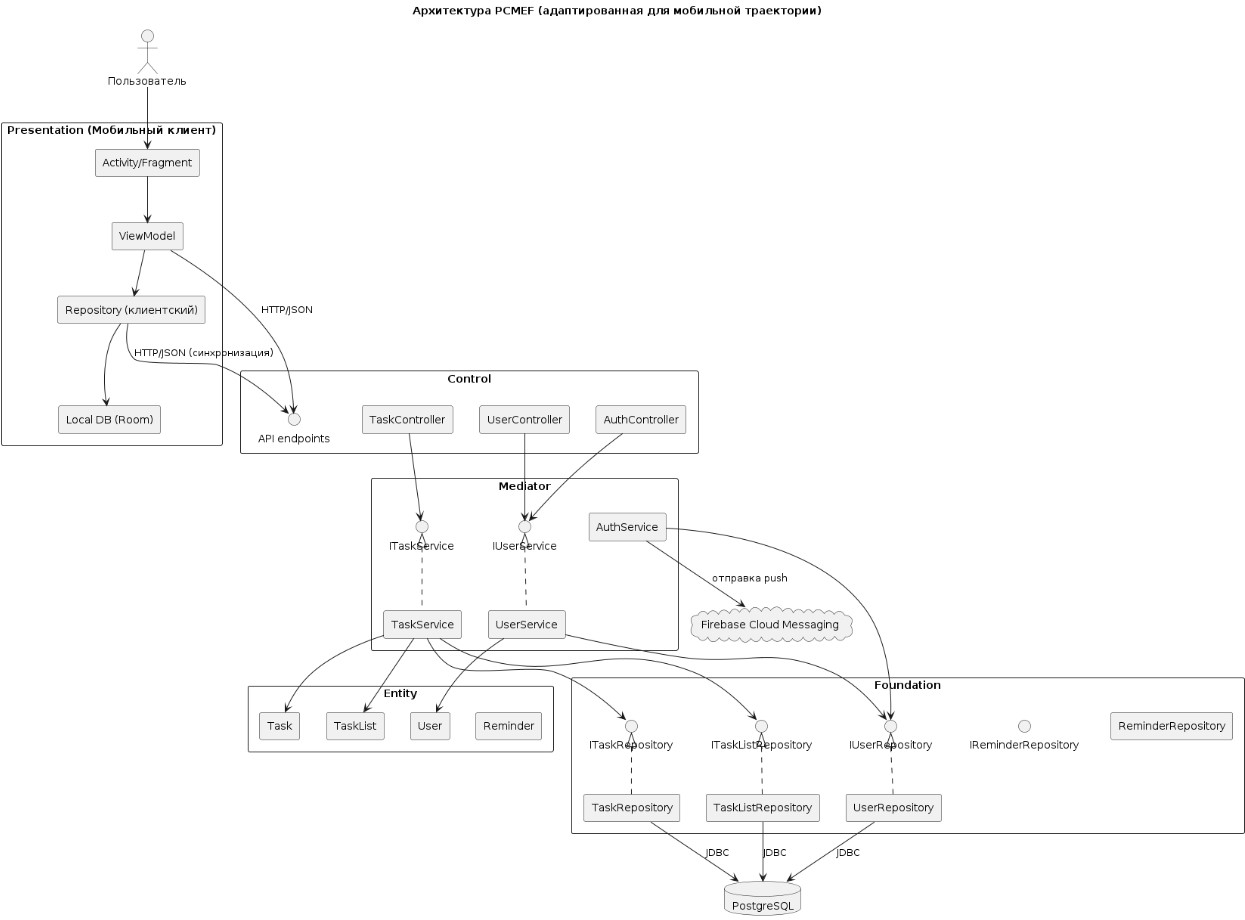 Архитектура PCMEF (адаптированная для мобильной траектории)
Пользователь
Presentation (Мобильный клиент)
Activity/Fragment
ViewModel
Repository (клиентский)
HTTP/JSON
HTTP/JSON (синхронизация)
Local DB (Room)
Control
API endpoints
TaskController
UserController
AuthController
Mediator
ITaskService
IUserService
AuthService
отправка push
TaskService
UserService
Firebase Cloud Messaging
Entity
Task
TaskList
User
Reminder
Foundation
ITaskRepository
ITaskListRepository
IUserRepository
IReminderRepository
ReminderRepository
TaskRepository
TaskListRepository
UserRepository
JDBC
JDBC
JDBC
PostgreSQL